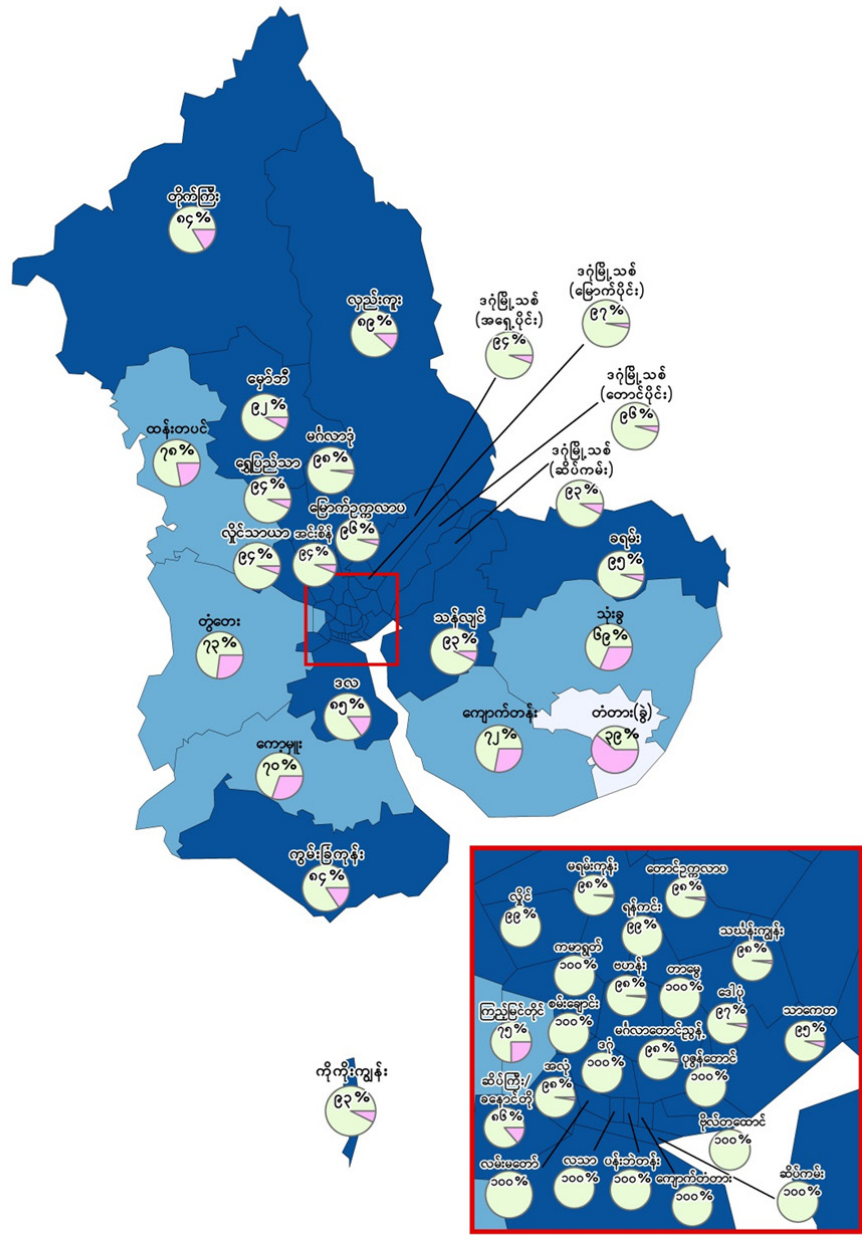 တိုက်ကြီး
၈၄%
လှည်းကူး
၈၉%
ဒဂုံမြို့သစ်
(မြောက်ပိုင်း)
၉၇%
ဒဂုံမြို့သစ်
(အရှေ့ပိုင်း)
၉၄%
ဒဂုံမြို့သစ်
(တောင်ပိုင်း)
၉၆%
ဒဂုံမြို့သစ်
(ဆိပ်ကမ်း)
၉၃%
မှော်ဘီ
၉၂%
ထန်းတပင်
၇၈%
မင်္ဂလာဒုံ
၉၈%
ရွှေပြည်သာ
၉၄%
မြောက်ဥက္ကလာပ
၉၆%
လှိုင်သာယာ
၉၄%
အင်းစိန်
၉၄%
ခရမ်း
၉၅%
တွံတေး
၇၃%
သန်လျင်
၉၃%
သုံးခွ
၆၉%
ဒလ
၈၅%
ကျောက်တန်း
၇၂%
တံတား(ခွဲ)
၃၉%
ကော့မှူး
၇၀%
ကွမ်းခြံကုန်း
၈၄%
ကိုကိုးကျွန်း
၉၃%
မရမ်းကုန်း
၉၈%
တောင်ဥက္ကလာပ
၉၈%
လှိုင်
၉၉%
ရန်ကင်း
၉၉%
သင်္ဃန်းကျွန်း
၉၈%
ကမာရွတ်
၁၀၀%
ဗဟန်း
၉၈%
တာမွေ
၁၀၀%
ဒေါပုံ
၉၇%
သာကေတ
၉၅%
ကြည့်မြင်တိုင်
၇၅%
စမ်းချောင်း
၁၀၀%
မင်္ဂလာတောင်ညွန့်
၉၈%
ဒဂုံ
၁၀၀%
ပုဇွန်တောင်
၁၀၀%
အလုံ
၉၈%
ဆိပ်ကြီး/
ခနောင်တို
၈၆%
ဗိုလ်တထောင်
၁၀၀%
လမ်းမတော်
၁၀၀%
လသာ
၁၀၀%
ပန်းဘဲတန်း
၁၀၀%
ကျောက်တံတား
၁၀၀%
ဆိပ်ကမ်း
၁၀၀%